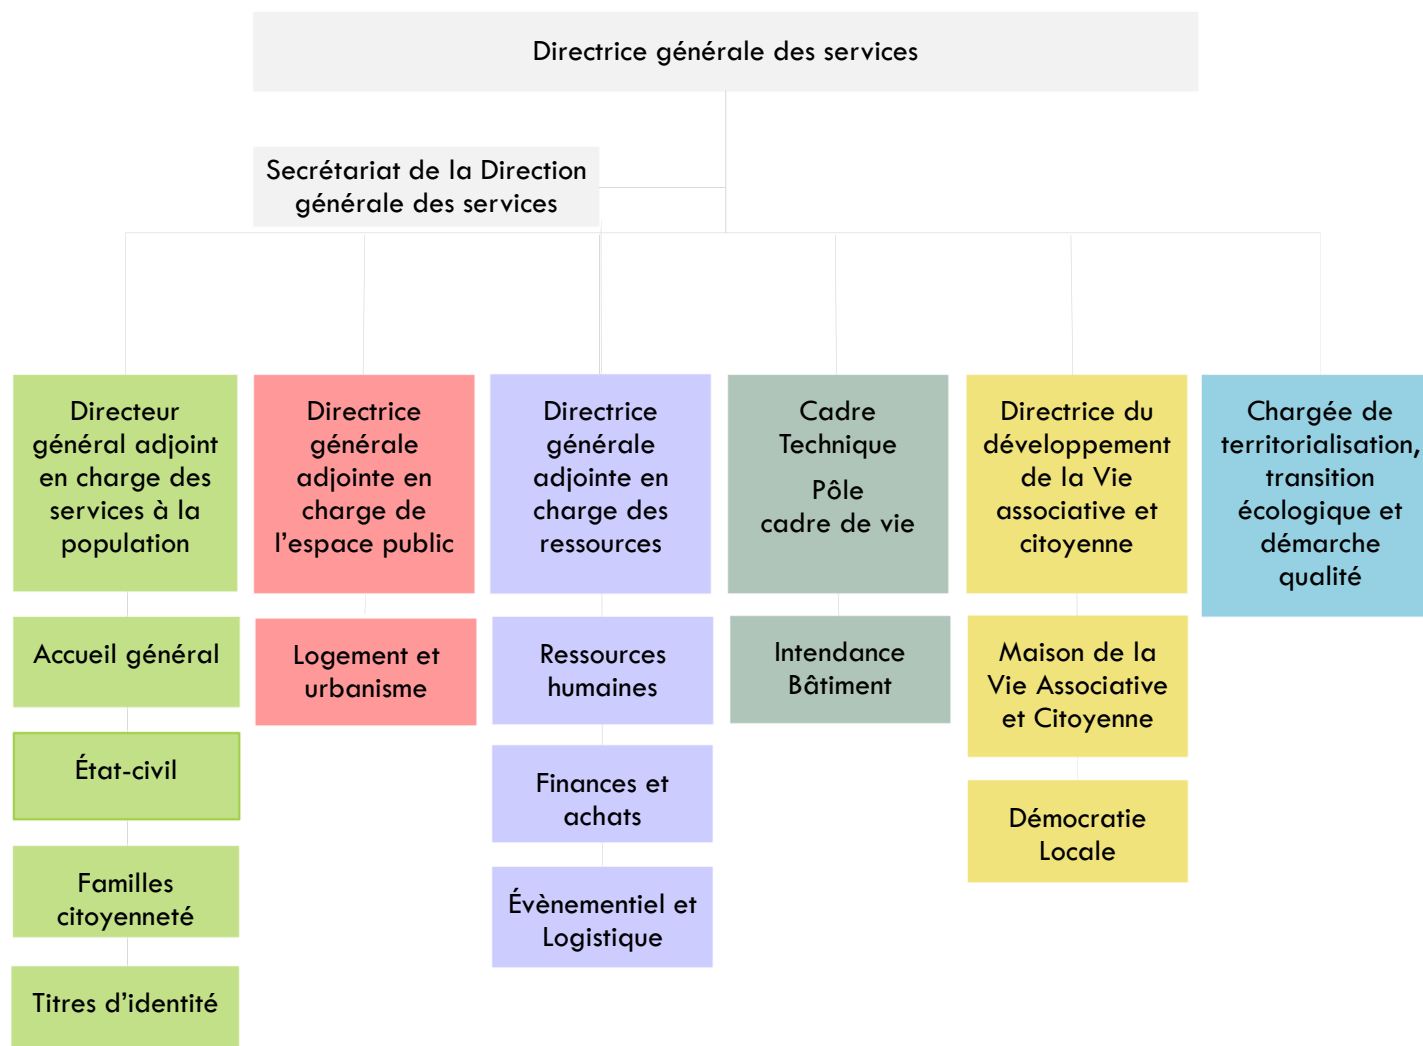 Directrice générale des services
Secrétariat de la Direction
générale des services
Directeur
général adjoint
en charge des
services à la
population
Accueil général
État-civil
Familles
citoyenneté
Titres d'identité
Directrice
générale
adjointe en
charge de
l'espace public
Logement et
urbanisme
Directrice
générale
adjointe en
charge des
ressources
Ressources
humaines
Finances et
achats
Évènementiel et
Logistique
Cadre
Technique
Pôle
cadre de vie
Intendance
Bâtiment
Directrice du
développement
de la Vie
associative et
citoyenne
Maison de la
Vie Associative
et Citoyenne
Démocratie
Locale
Chargée de
territorialisation,
transition
écologique et
démarche
qualité